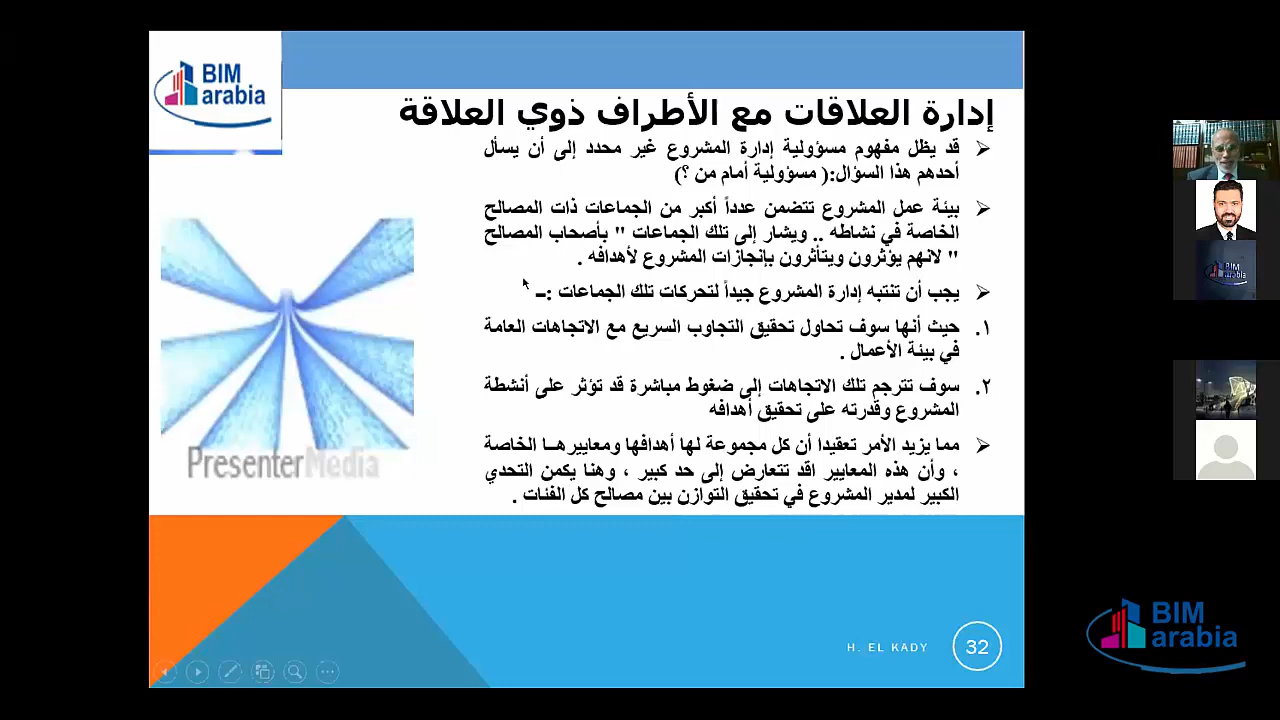 BIM
arabia
إدارة العلاقات مع الأطراف ذوي العلاقة
قد يظل مفهوم مسؤولية إدارة المشروع غير محدد إلى أن يسأل
أحدهم هذا السؤال:( مسؤولية أمام من ؟)
بيئة عمل المشروع تتضمن عدداً أكبر من الجماعات ذات المصالح
الخاصة في نشاطه .. ويشار إلى تلك الجماعات " بأصحاب المصالح
" لانهم يؤثرون ويتأثرون بإنجازات المشروع لأهدافه .
يجب أن تنتبه إدارة المشروع جيداً لتحركات تلك الجماعات :ــ
١. حيث أنها سوف تحاول تحقيق التجاوب السريع مع الاتجاهات العامة
في بيئة الأعمال .
٢. سوف تترجم تلك الاتجاهات إلى ضغوط مباشرة قد تؤثر على أنشطة
المشروع وقدرته على تحقيق أهدافه
مما يزيد الأمر تعقيدا أن كل مجموعة لها أهدافها ومعاييرهـا الخاصة
، وأن هذه المعايير اقد تتعارض إلى حد كبير ، وهنا يكمن التحدي
الكبير لمدير المشروع في تحقيق التوازن بين مصالح كل الفئات .
PresenterMedia
H. EL KADY
32
BIM
arabia
BIM
arabia